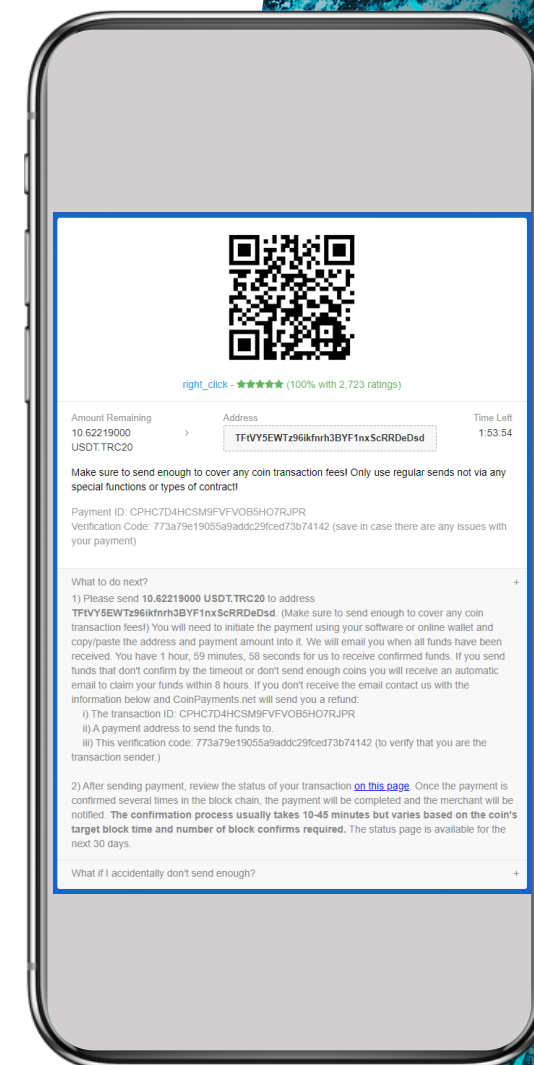 right_click - ★★★★★ (100% with 2,723 ratings)
Amount Remaining
10.62219000
USDT.TRC20
>
Address
TFtVY5EWTz96ikfnrh3BYF1nxScRRDeDsd
Time Left
1:53:54
Make sure to send enough to cover any coin transaction fees! Only use regular sends not via any
special functions or types of contract!
Payment ID: CPHC7D4HCSM9FVFVOB5HO7RJPR
Verification Code: 773a79e19055a9addc29fced73b74142 (save in case there are any issues with
your payment)
What to do next? +
1) Please send 10.62219000 USDT.TRC20 to address
TFtVY5EWTz96ikfnrh3BYF1nxScRRDeDsd. (Make sure to send enough to cover any coin
transaction fees!) You will need to initiate the payment using your software or online wallet and
copy/paste the address and payment amount into it. We will email you when all funds have been
received. You have 1 hour, 59 minutes, 58 seconds for us to receive confirmed funds. If you send
funds that don't confirm by the timeout or don't send enough coins you will receive an automatic
email to claim your funds within 8 hours. If you don't receive the email contact us with the
information below and CoinPayments.net will send you a refund:
i) The transaction ID: CPHC7D4HCSM9FVFVOB5HO7RJPR
ii) A payment address to send the funds to.
iii) This verification code: 773a79e19055a9addc29fced73b74142 (to verify that you are the
transaction sender.)
2) After sending payment, review the status of your transaction on this page. Once the payment is
confirmed several times in the block chain, the payment will be completed and the merchant will be
notified. The confirmation process usually takes 10-45 minutes but varies based on the coin's
target block time and number of block confirms required. The status page is available for the
next 30 days.
What if I accidentally don't send enough? +